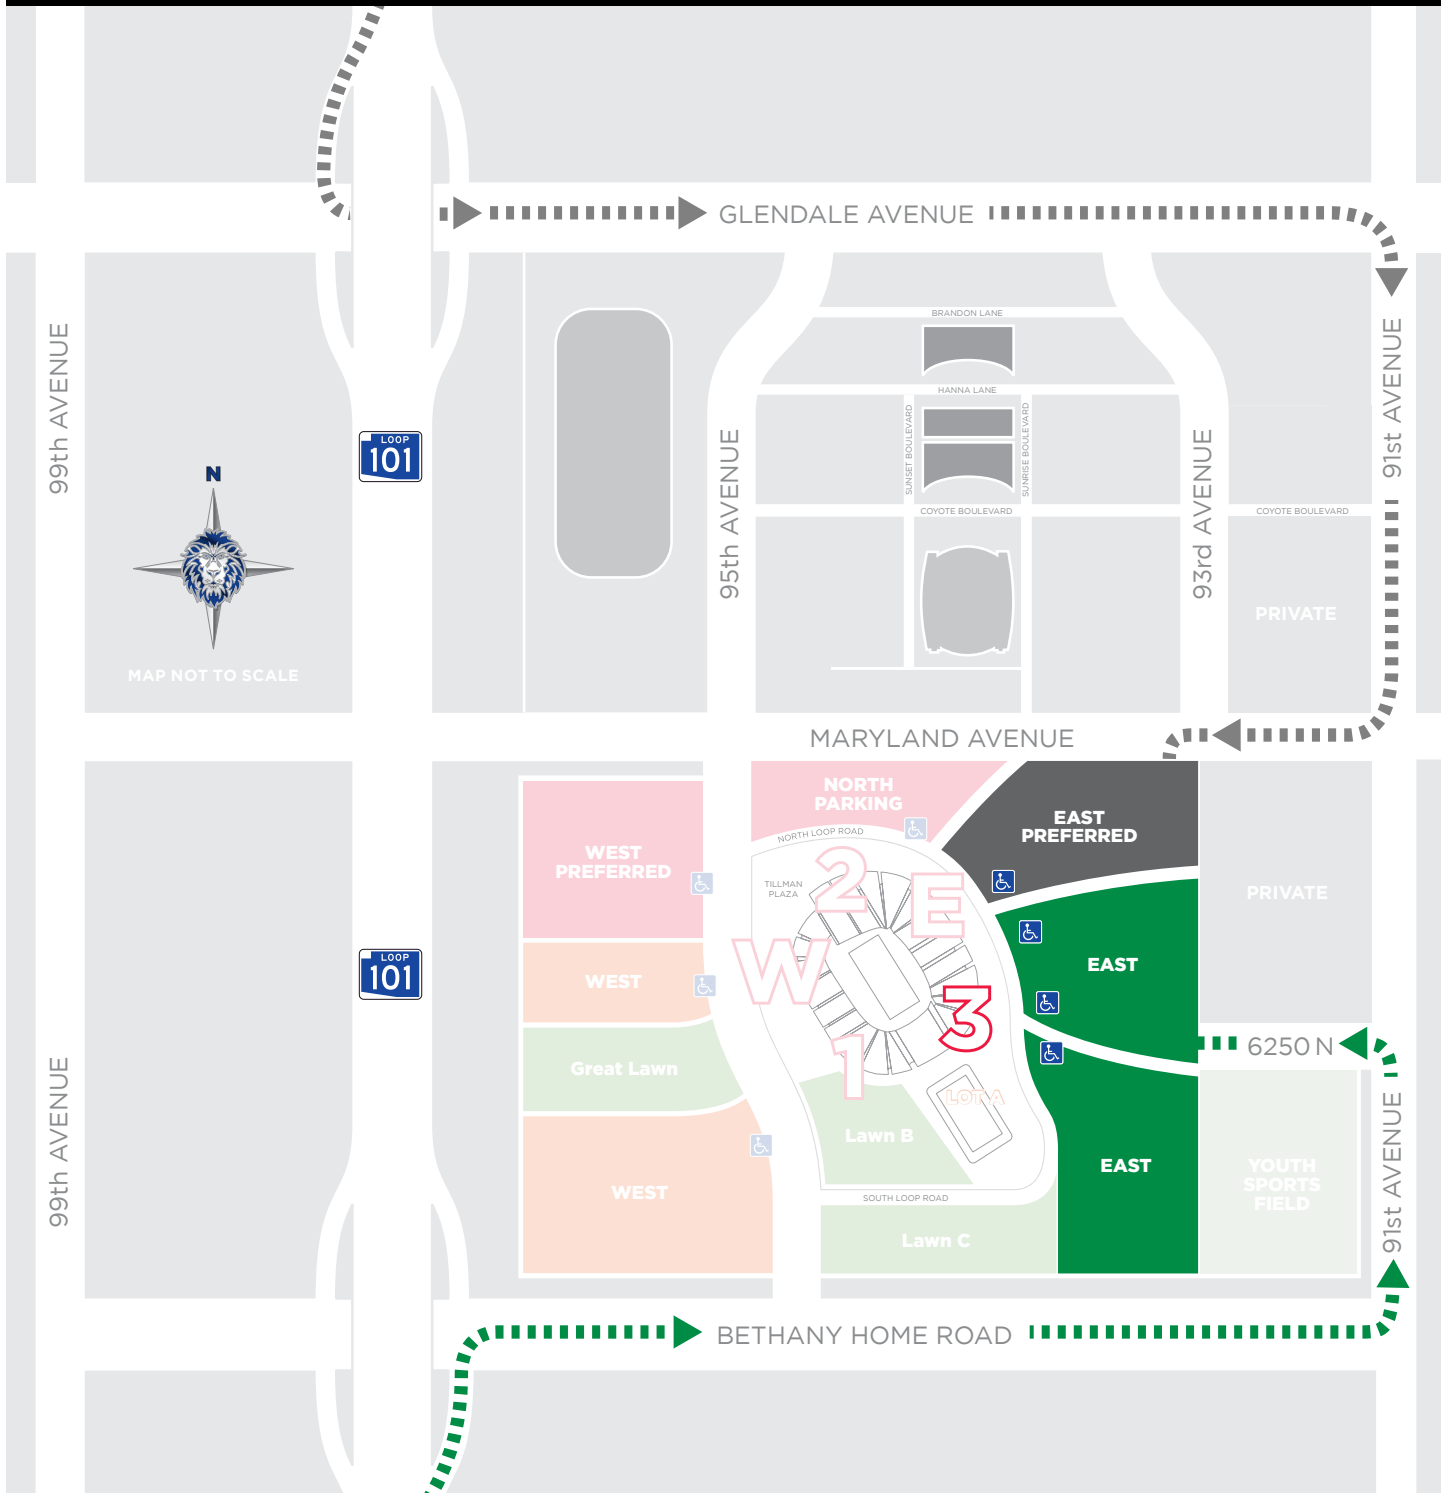 GLENDALE AVENUE
BRANDON LANE
HANNA LANE
99th AVENUE
91st AVENUE
LOOP
101
SUNSET BOULEVARD
SUNRISE BOULEVARD
95th AVENUE
93rd AVENUE
N
COYOTE BOULEVARD
COYOTE BOULEVARD
PRIVATE
MAP NOT TO SCALE
MARYLAND AVENUE
NORTH
PARKING
NORTH LOOP ROAD
EAST
PREFERRED
WEST
PREFERRED
TILLMAN
PLAZA
2
E
PRIVATE
W
LOOP
101
WEST
EAST
3
6250 N
1
Great Lawn
LOT A
Lawn B
99th AVENUE
91st AVENUE
EAST
YOUTH
SPORTS
FIELD
WEST
SOUTH LOOP ROAD
Lawn C
BETHANY HOME ROAD